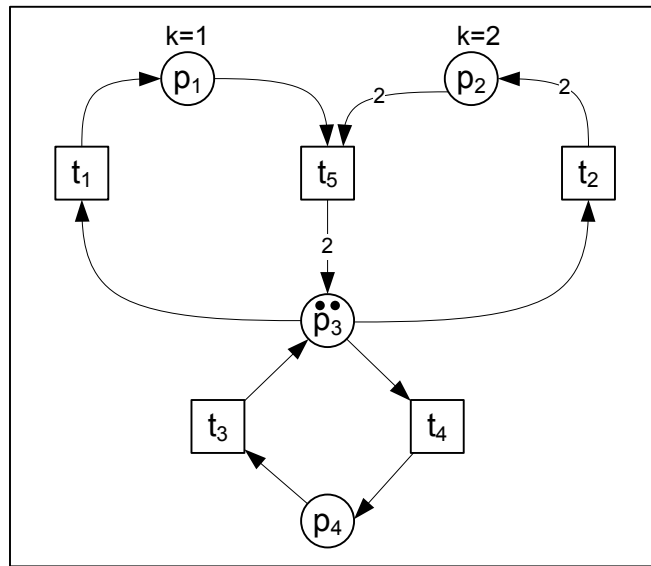 k=1 k=2
p₁ p₂
2 2
t₁ t₅ t₂
2
p₃
t₃ t₄
p₄